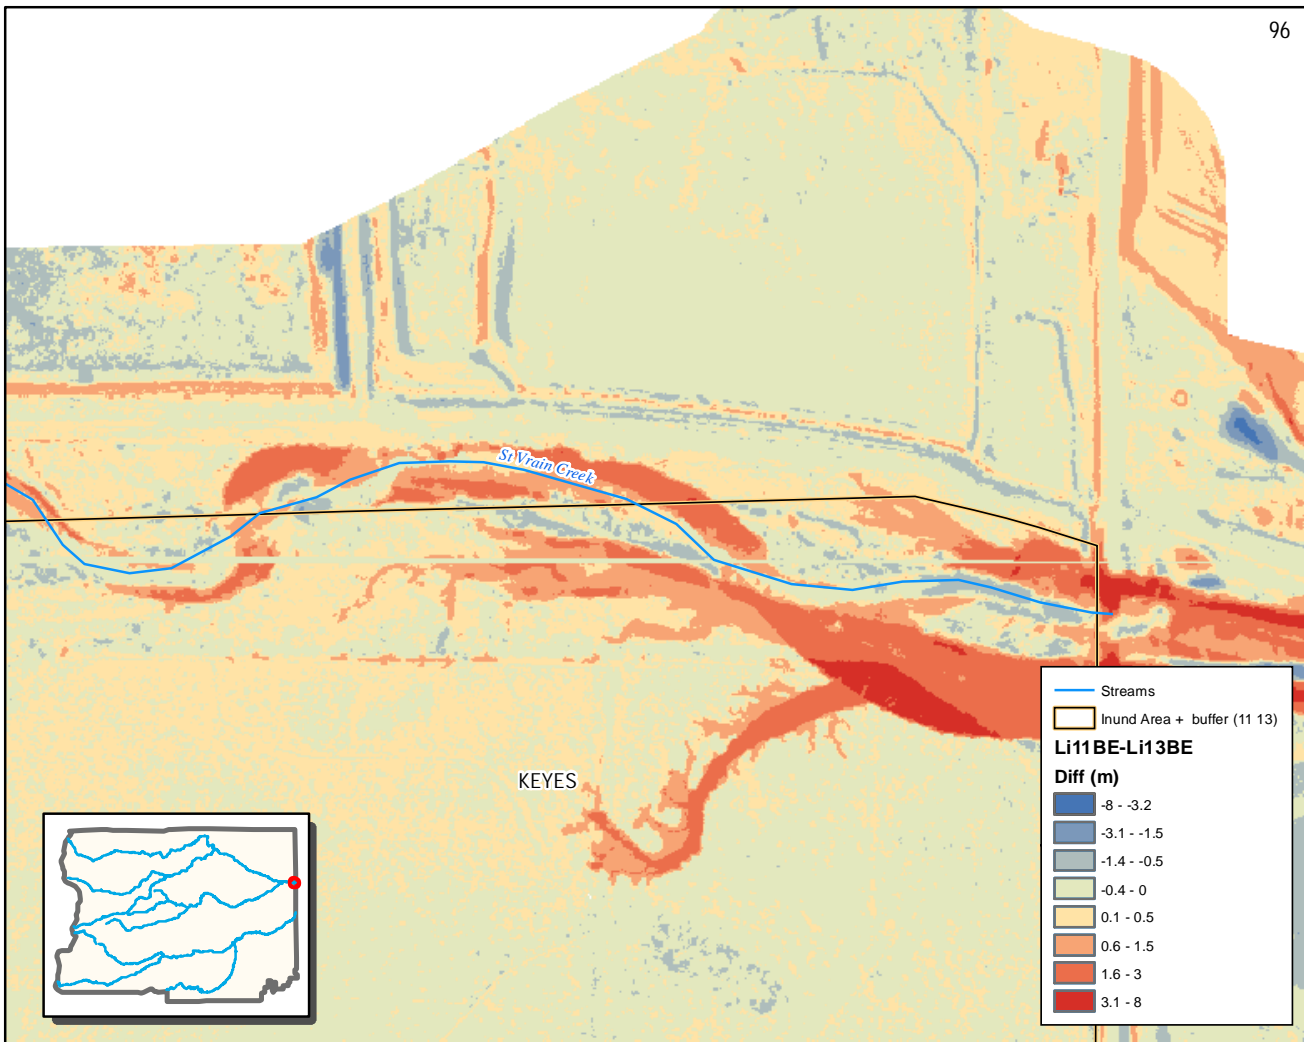 96
St Vrain Creek
KEYES
Streams
Inund Area + buffer (11 13)
Li11BE-Li13BE
Diff (m)
-8 - -3.2
-3.1 - -1.5
-1.4 - -0.5
-0.4 - 0
0.1 - 0.5
0.6 - 1.5
1.6 - 3
3.1 - 8